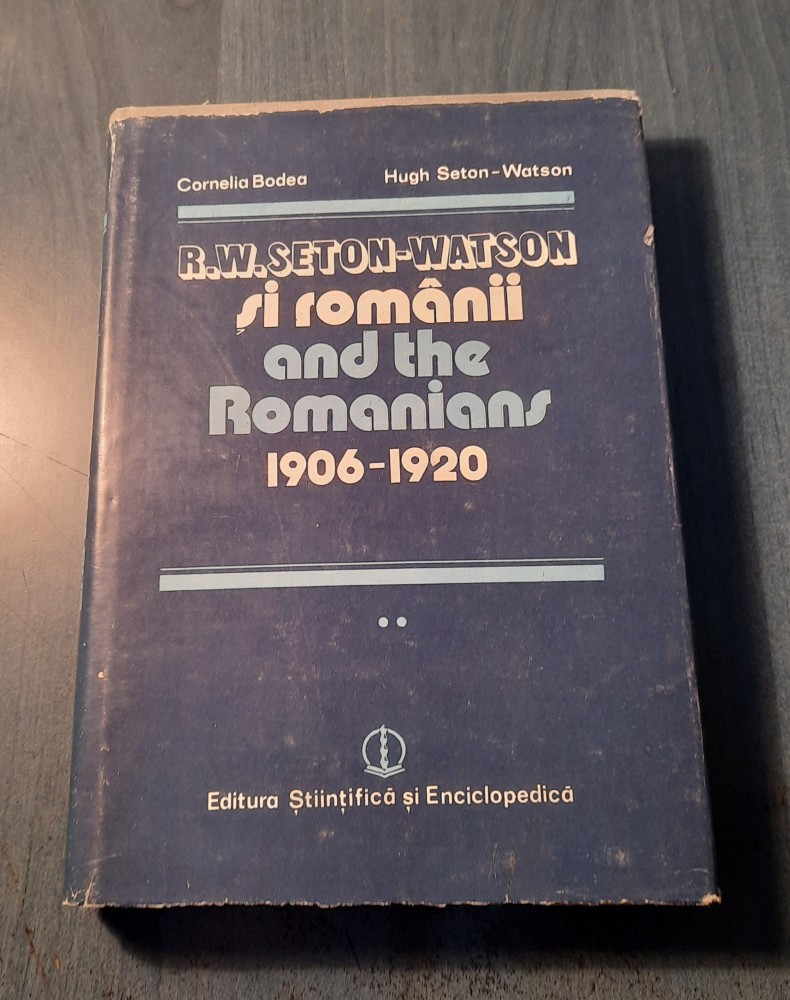 Cornelia Bodea Hugh Seton-Watson
R.W.SETON-WATSON
și românii
and the
Romanians
1906-1920
Editura Științifică și Enciclopedică